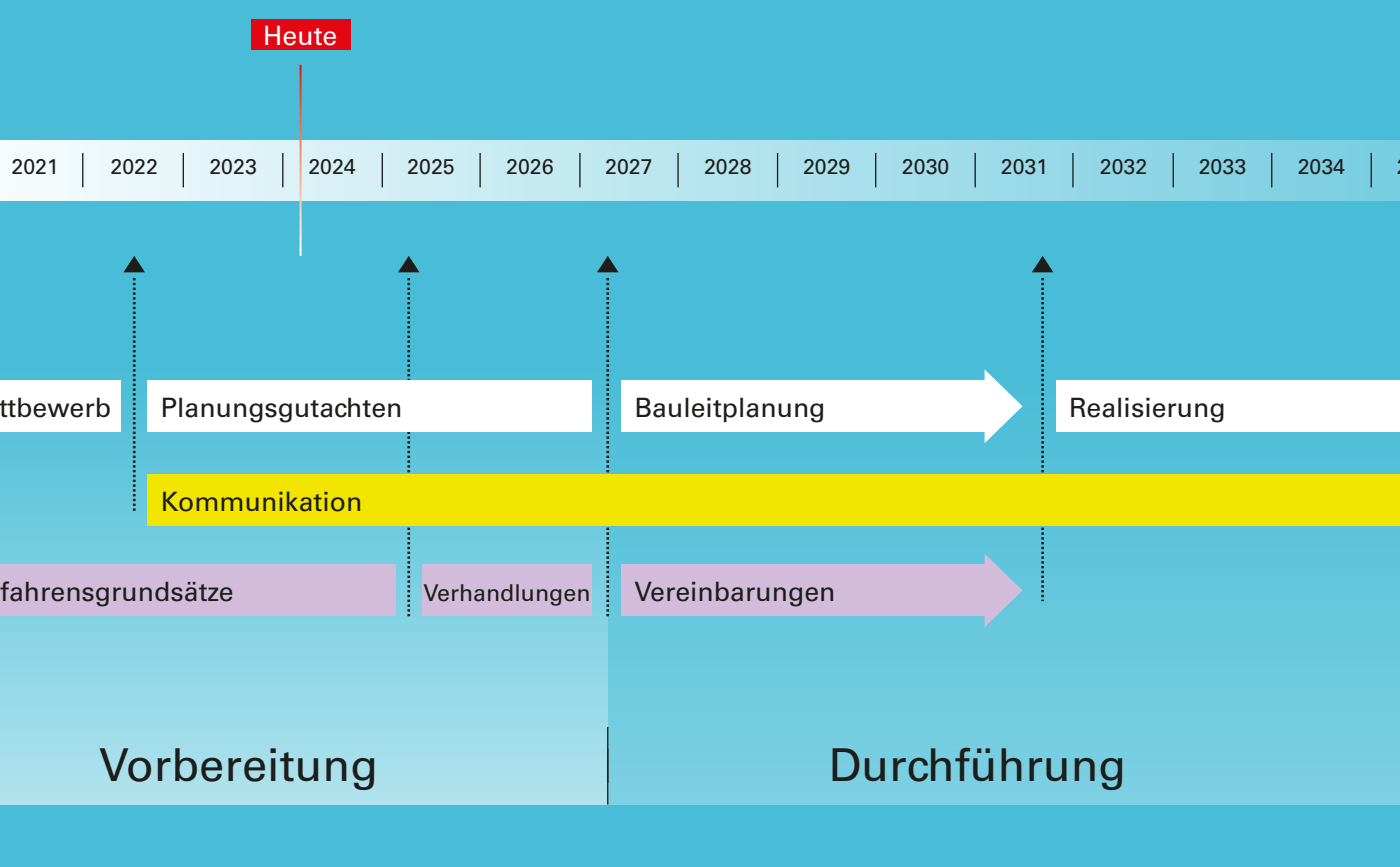 Heute
2021 2022 2023 2024 2025 2026 2027 2028 2029 2030 2031 2032 2033 2034
ttbewerb Planungsgutachten Bauleitplanung Realisierung
Kommunikation
fahrensgrundsätze Verhandlungen Vereinbarungen
Vorbereitung Durchführung